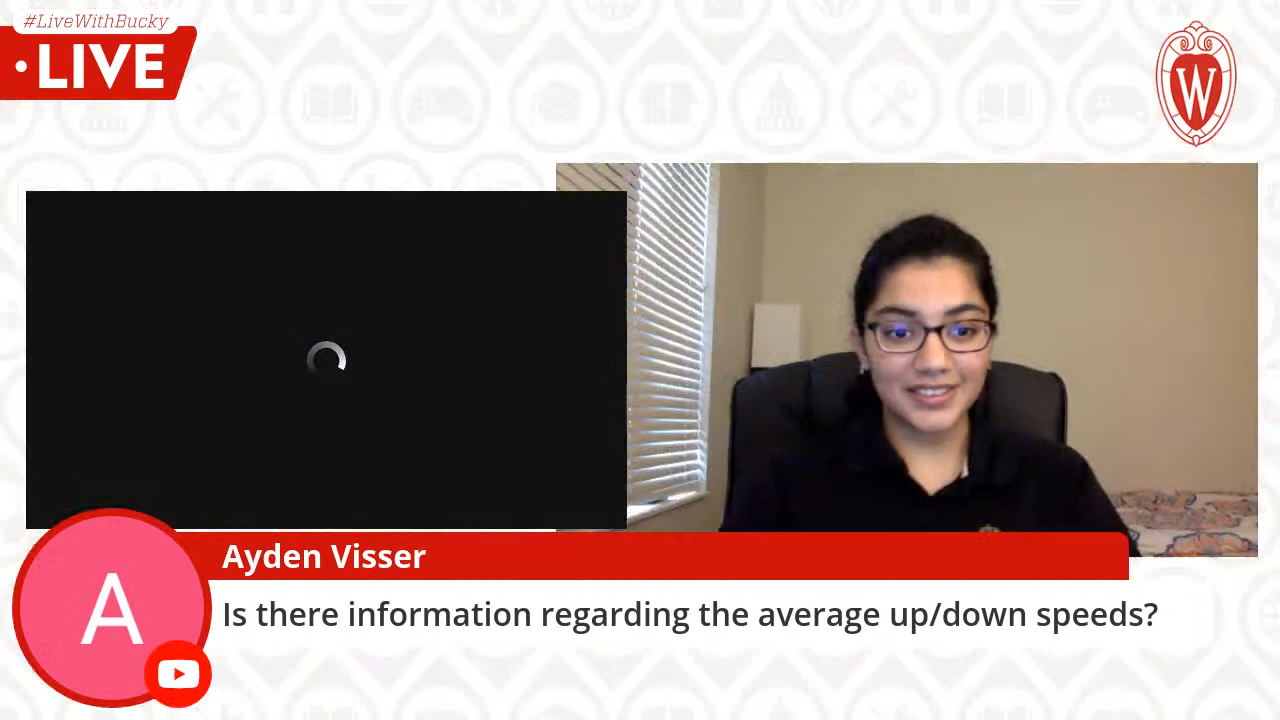 #LiveWithBucky
LIVE
W
Ayden Visser
A
Is there information regarding the average up/down speeds?